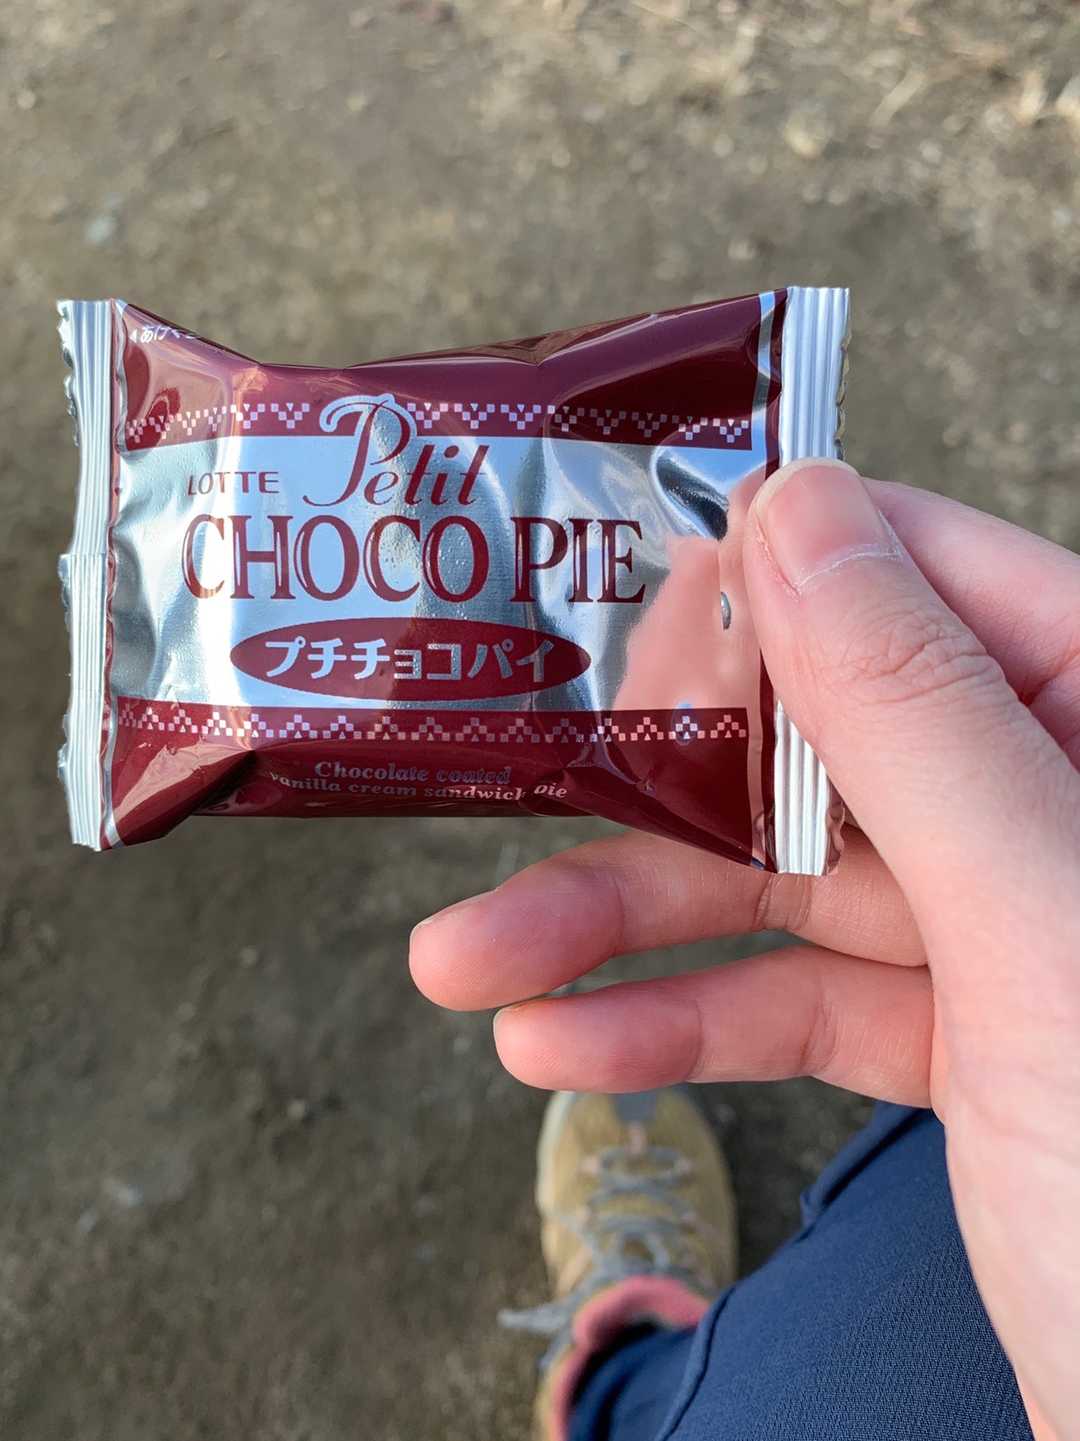 LOTTE Petit
CHOCO PIE
プチチョコパイ
Chocolate coated
vanilla cream sandwich pie